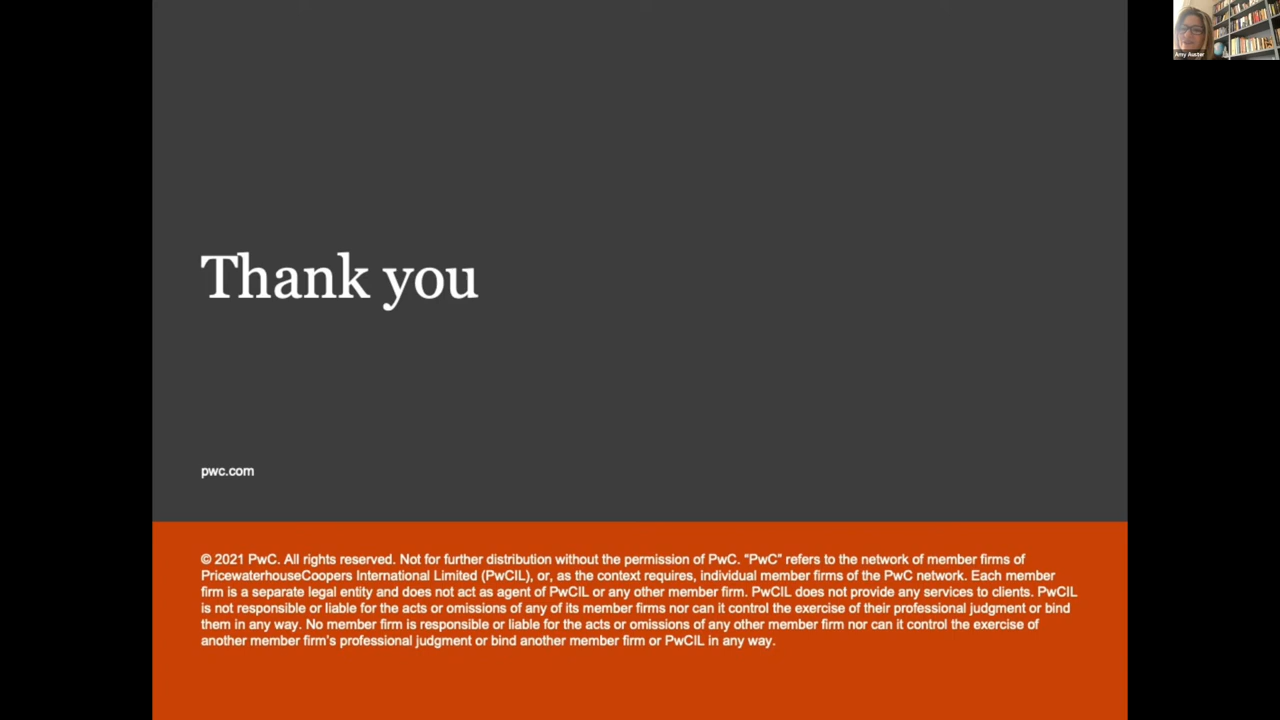 Amy Auster
Thank you
pwc.com
© 2021 PwC. All rights reserved. Not for further distribution without the permission of PwC. “PwC” refers to the network of member firms of
PricewaterhouseCoopers International Limited (PwCIL), or, as the context requires, individual member firms of the PwC network. Each member
firm is a separate legal entity and does not act as agent of PwCIL or any other member firm. PwCIL does not provide any services to clients. PwCIL
is not responsible or liable for the acts or omissions of any of its member firms nor can it control the exercise of their professional judgment or bind
them in any way. No member firm is responsible or liable for the acts or omissions of any other member firm nor can it control the exercise of
another member firm’s professional judgment or bind another member firm or PwCIL in any way.